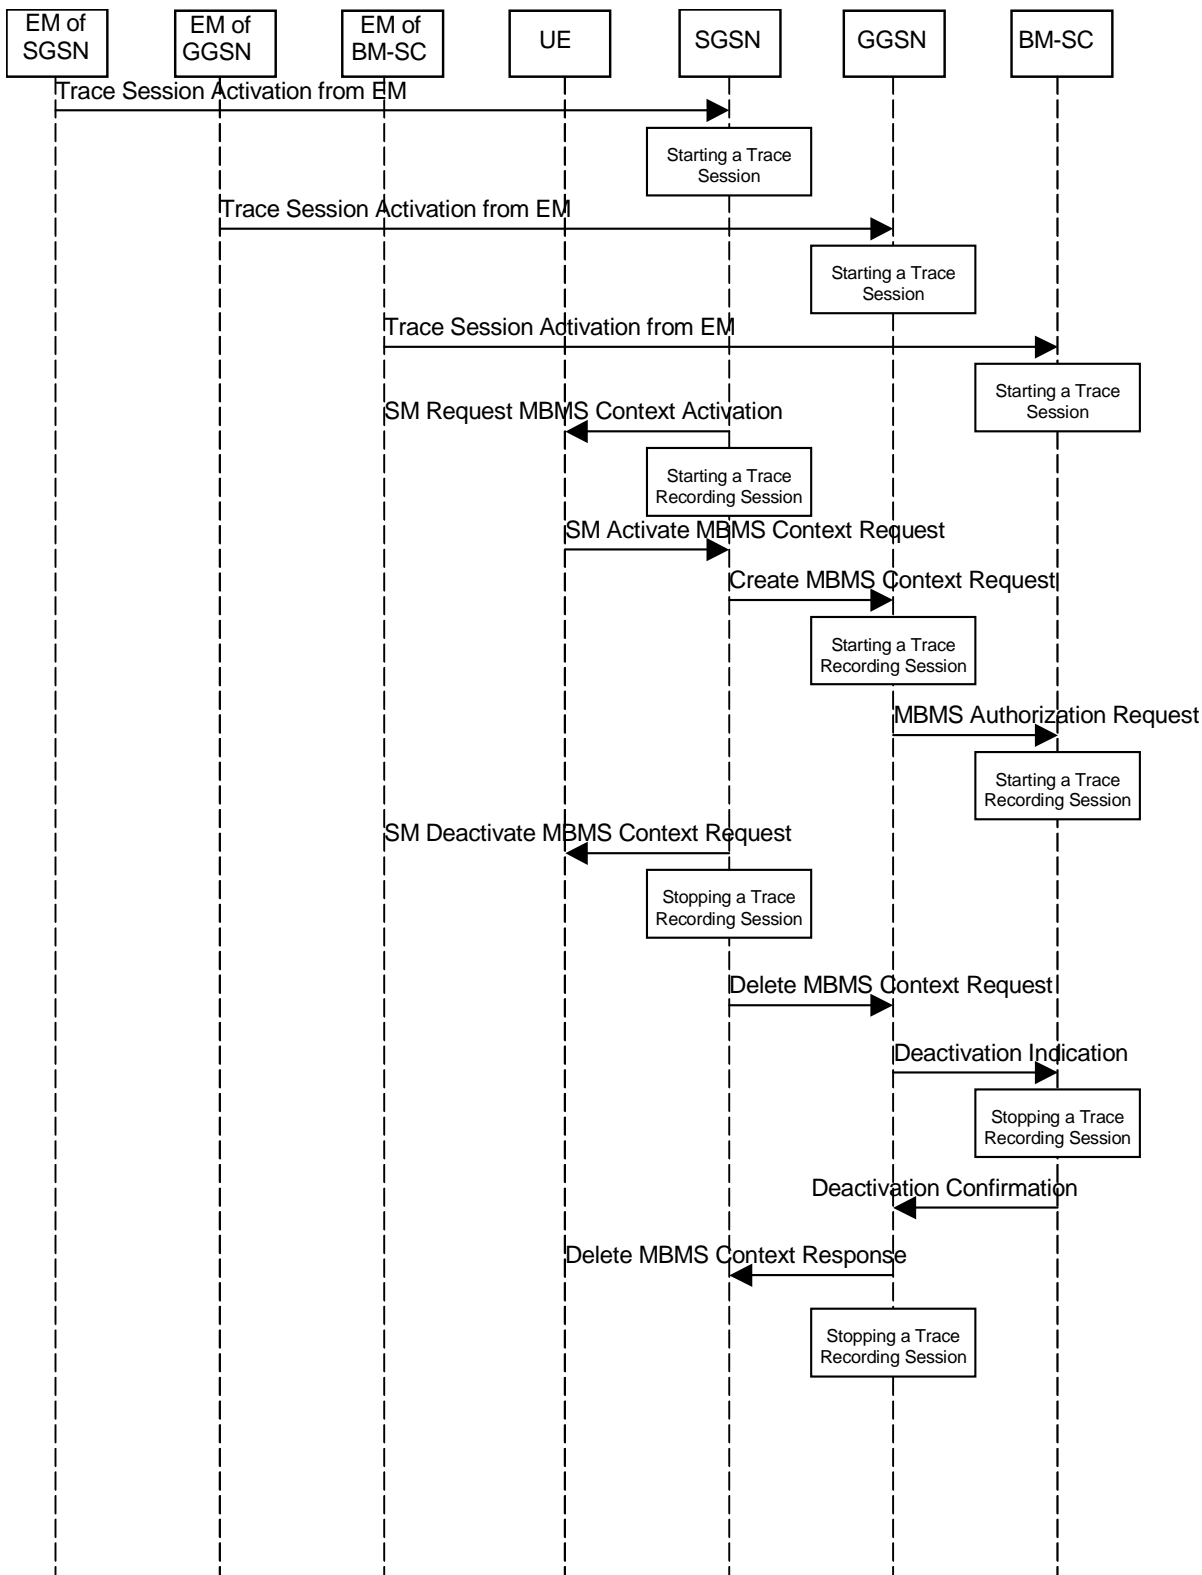 EM of
SGSN
EM of
GGSN
EM of
BM-SC
UE
SGSN
GGSN
BM-SC
Trace Session Activation from EM
Starting a Trace
Session
Trace Session Activation from EM
Starting a Trace
Session
Trace Session Activation from EM
Starting a Trace
Session
SM Request MBMS Context Activation
Starting a Trace
Recording Session
SM Activate MBMS Context Request
Create MBMS Context Request
Starting a Trace
Recording Session
MBMS Authorization Request
Starting a Trace
Recording Session
SM Deactivate MBMS Context Request
Stopping a Trace
Recording Session
Delete MBMS Context Request
Deactivation Indication
Stopping a Trace
Recording Session
Deactivation Confirmation
Delete MBMS Context Response
Stopping a Trace
Recording Session